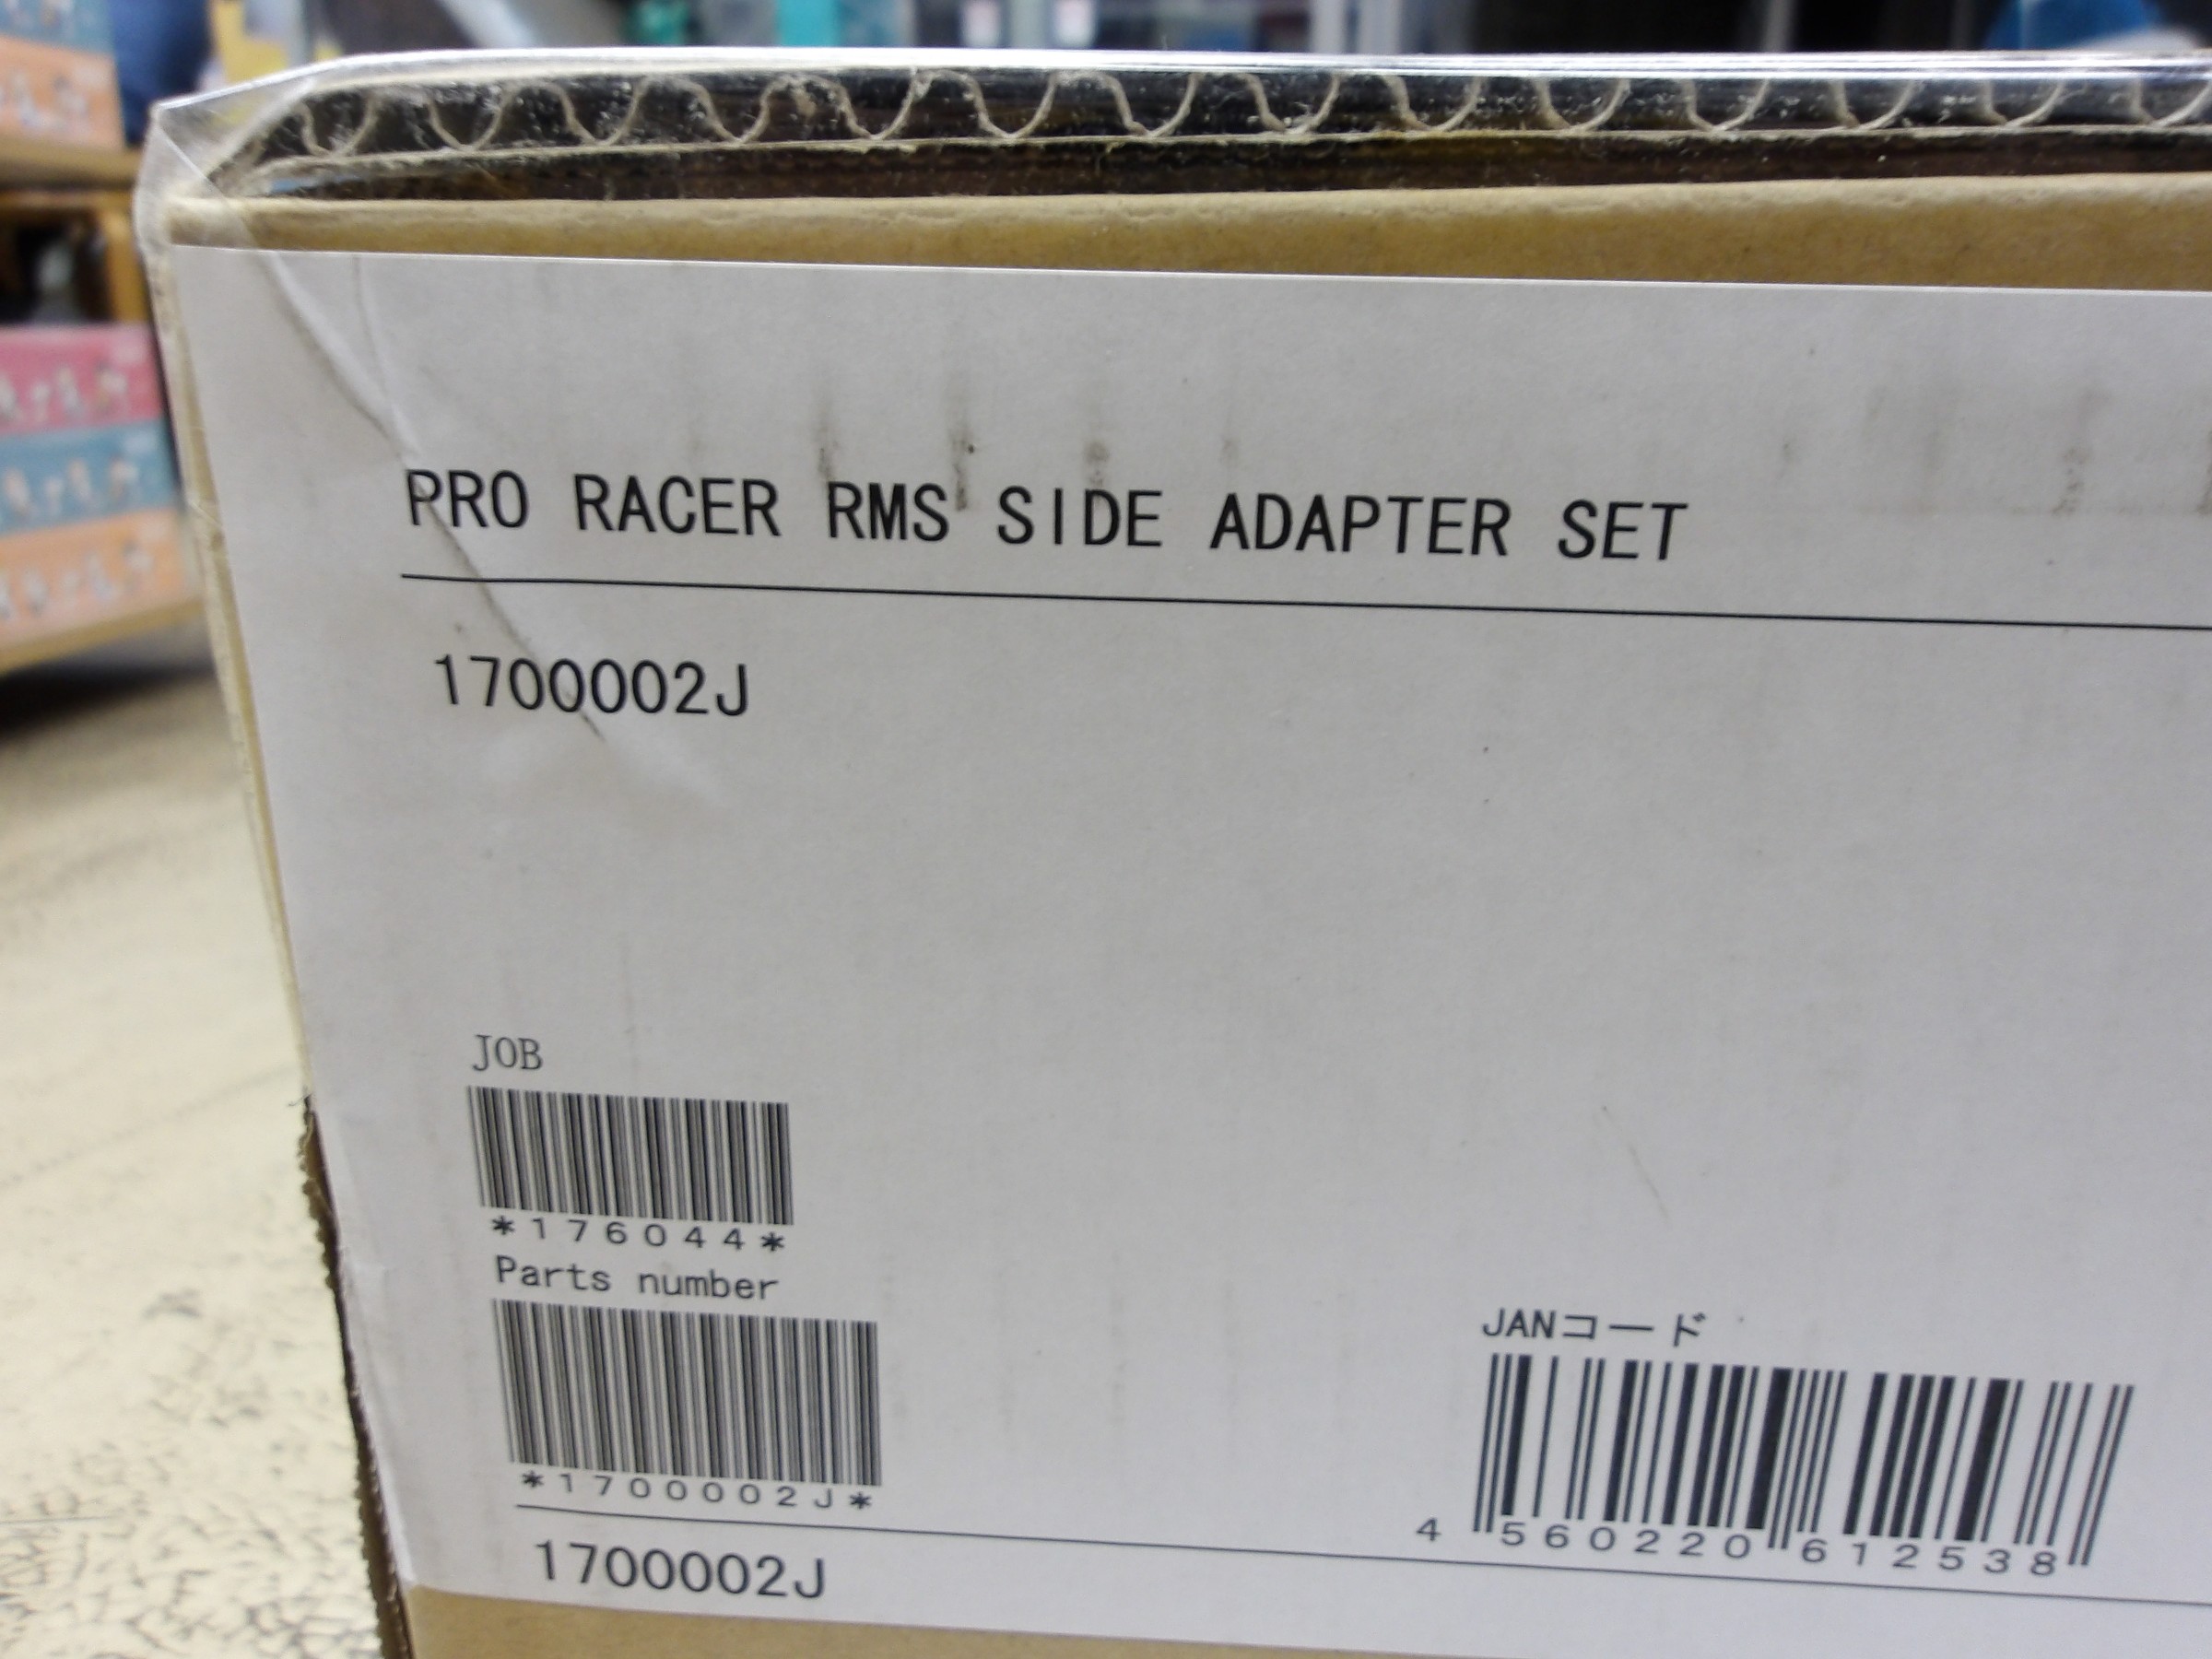 PRO RACER RMS SIDE ADAPTER SET
1700002J
JOB
*176044*
Parts number
*1700002J*
JANコード
4 560220 612538
1700002J